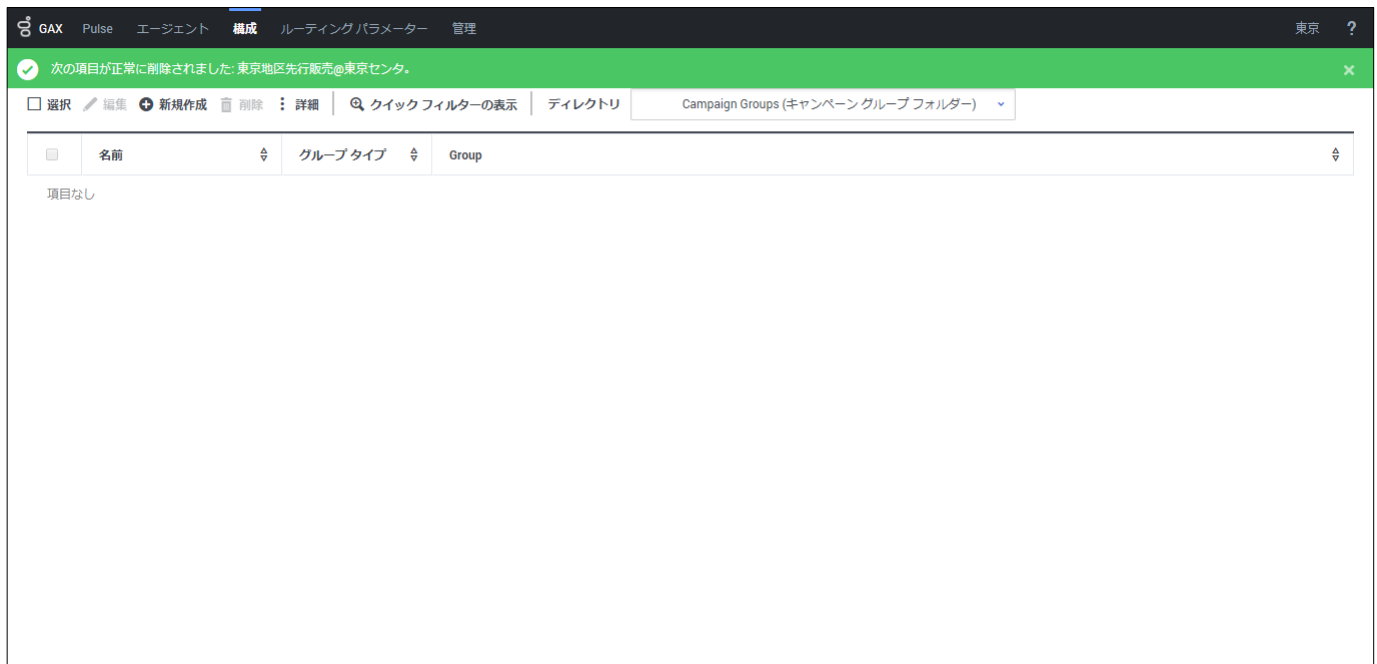 GAX Pulse エージェント 構成 ルーティング パラメーター 管理 東京 ?
次の項目が正常に削除されました: 東京地区先行販売@東京センタ。 ×
選択 編集 新規作成 削除 詳細 クイック フィルターの表示 ディレクトリ Campaign Groups (キャンペーン グループ フォルダー)
名前 グループ タイプ Group
項目なし